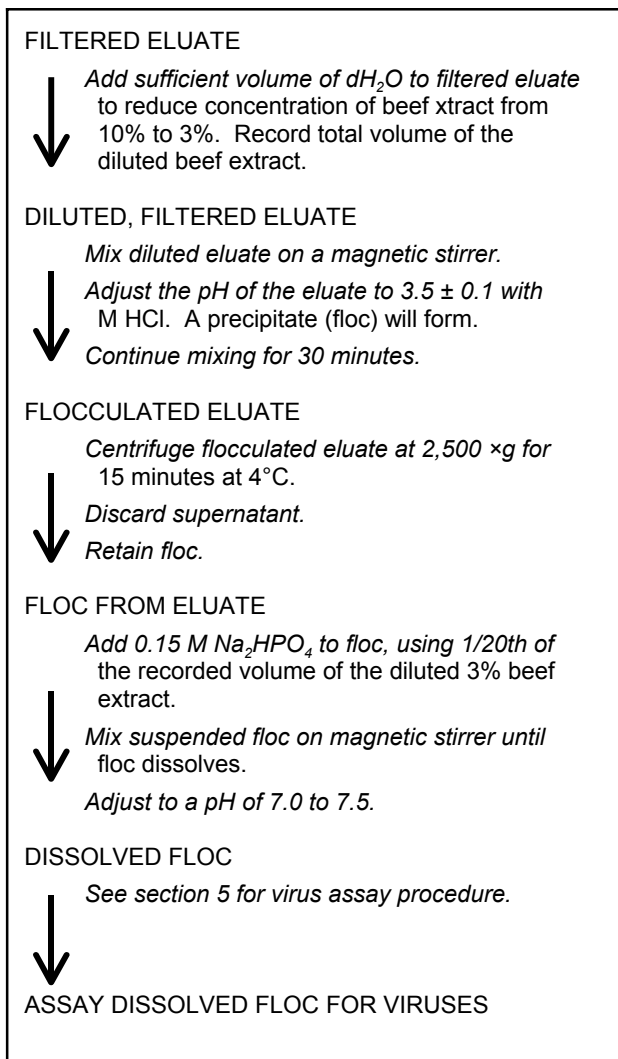 FILTERED ELUATE
Add sufficient volume of dH₂O to filtered eluate
to reduce concentration of beef xtract from
10% to 3%. Record total volume of the
diluted beef extract.
DILUTED, FILTERED ELUATE
Mix diluted eluate on a magnetic stirrer.
Adjust the pH of the eluate to 3.5 ± 0.1 with
M HCl. A precipitate (floc) will form.
Continue mixing for 30 minutes.
FLOCCULATED ELUATE
Centrifuge flocculated eluate at 2,500 ×g for
15 minutes at 4°C.
Discard supernatant.
Retain floc.
FLOC FROM ELUATE
Add 0.15 M Na₂HPO₄ to floc, using 1/20th of
the recorded volume of the diluted 3% beef
extract.
Mix suspended floc on magnetic stirrer until
floc dissolves.
Adjust to a pH of 7.0 to 7.5.
DISSOLVED FLOC
See section 5 for virus assay procedure.
ASSAY DISSOLVED FLOC FOR VIRUSES